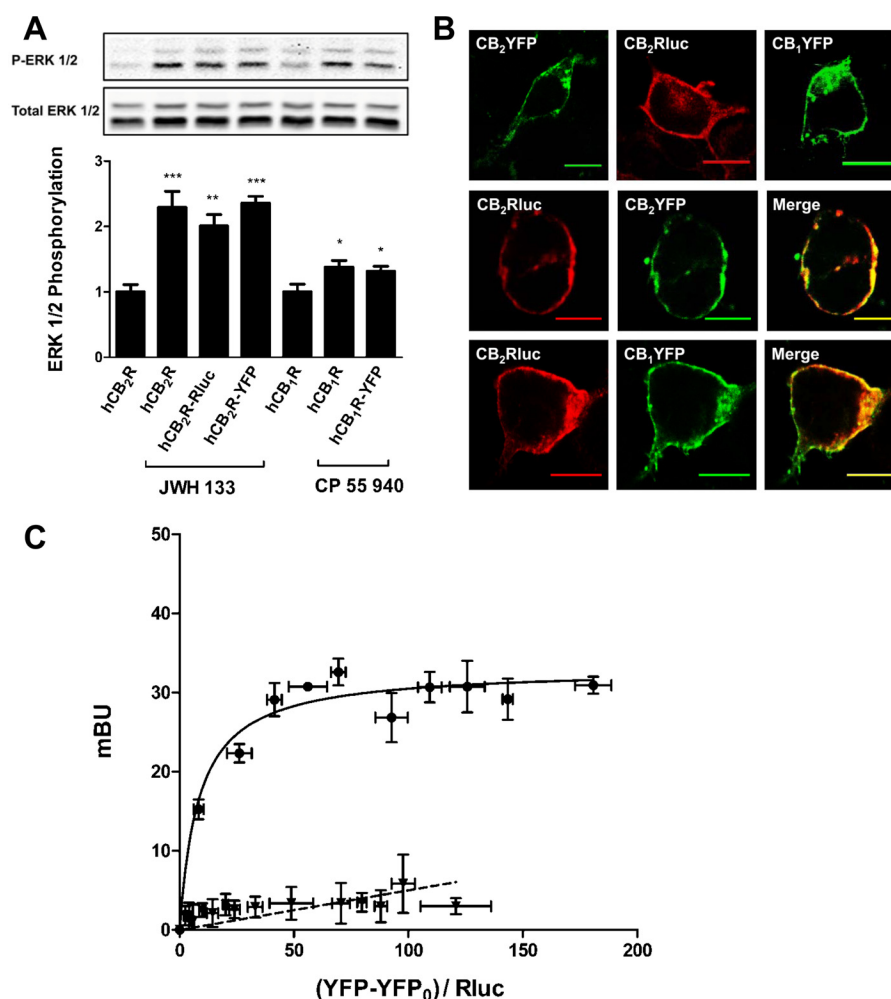 A
P-ERK 1/2
Total ERK 1/2
ERK 1/2 Phosphorylation
3
2
1
0
***
**
***
*
*
hCB2R
hCB2R
hCB2R-Rluc
hCB2R-YFP
hCB1R
hCB1R
hCB1R-YFP
JWH 133
CP 55 940
B
CB2YFP
CB2Rluc
CB1YFP
CB2Rluc
CB2YFP
Merge
CB2Rluc
CB1YFP
Merge
C
mBU
50
40
30
20
10
0
0
50
100
150
200
(YFP-YFP0)/ Rluc